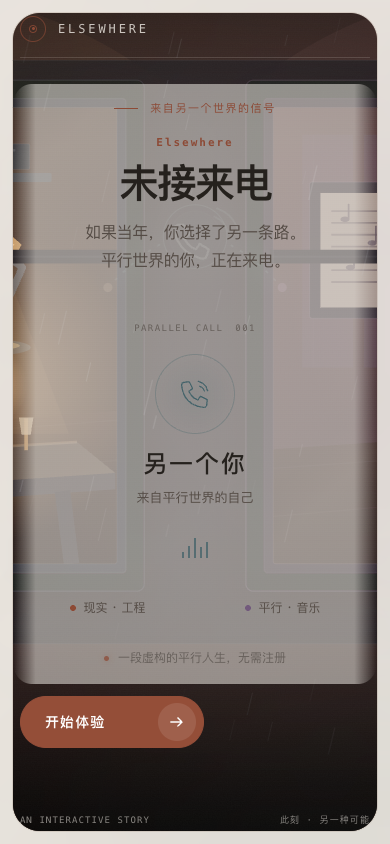 ELSEWHERE
来自另一个世界的信号
Elsewhere
未接来电
如果当年，你选择了另一条路。
平行世界的你，正在来电。
PARALLEL CALL 001
另一个你
来自平行世界的自己
现实 · 工程
平行 · 音乐
一段虚构的平行人生，无需注册
开始体验
AN INTERACTIVE STORY
此刻 · 另一种可能